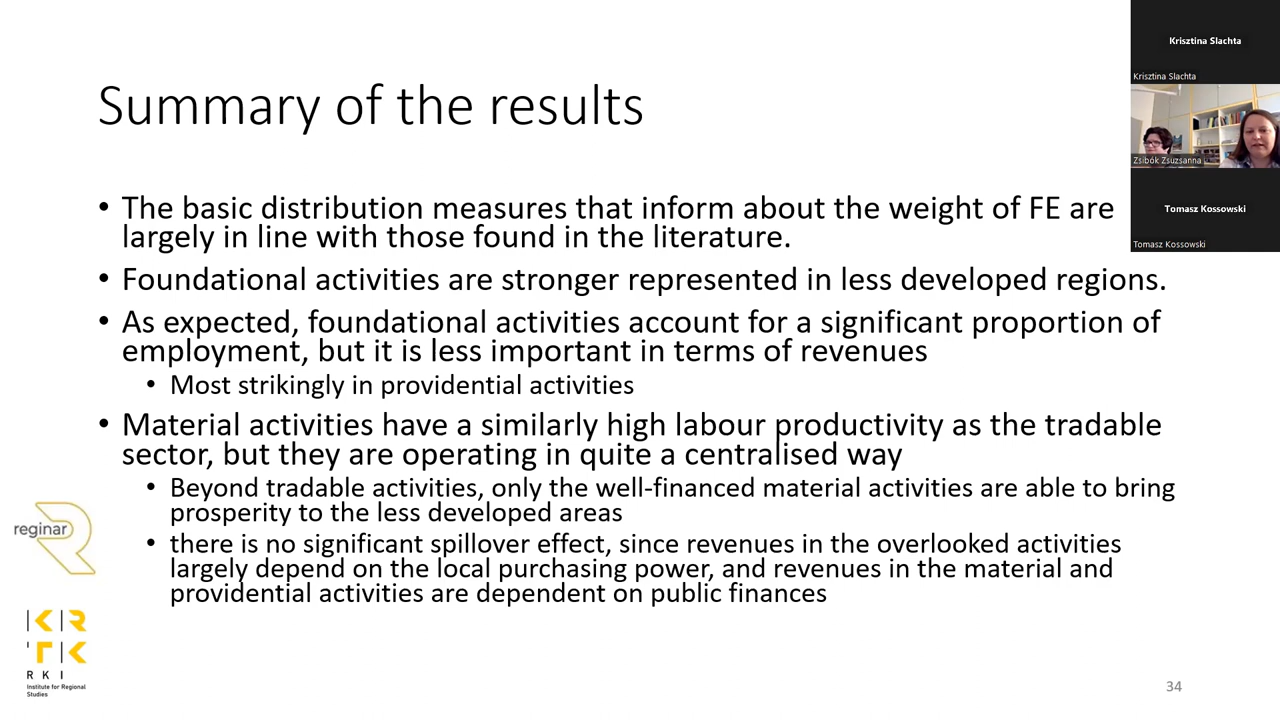 Krisztina Slachta
Krisztina Slachta
Zsibók Zsuzsanna
Tomasz Kossowski
Tomasz Kossowski
Summary of the results
• The basic distribution measures that inform about the weight of FE are
largely in line with those found in the literature.
• Foundational activities are stronger represented in less developed regions.
• As expected, foundational activities account for a significant proportion of
employment, but it is less important in terms of revenues
• Most strikingly in providential activities
• Material activities have a similarly high labour productivity as the tradable
sector, but they are operating in quite a centralised way
• Beyond tradable activities, only the well-financed material activities are able to bring
prosperity to the less developed areas
• there is no significant spillover effect, since revenues in the overlooked activities
largely depend on the local purchasing power, and revenues in the material and
providential activities are dependent on public finances
reginar
KR
TK
RKI
Institute for Regional
Studies
34